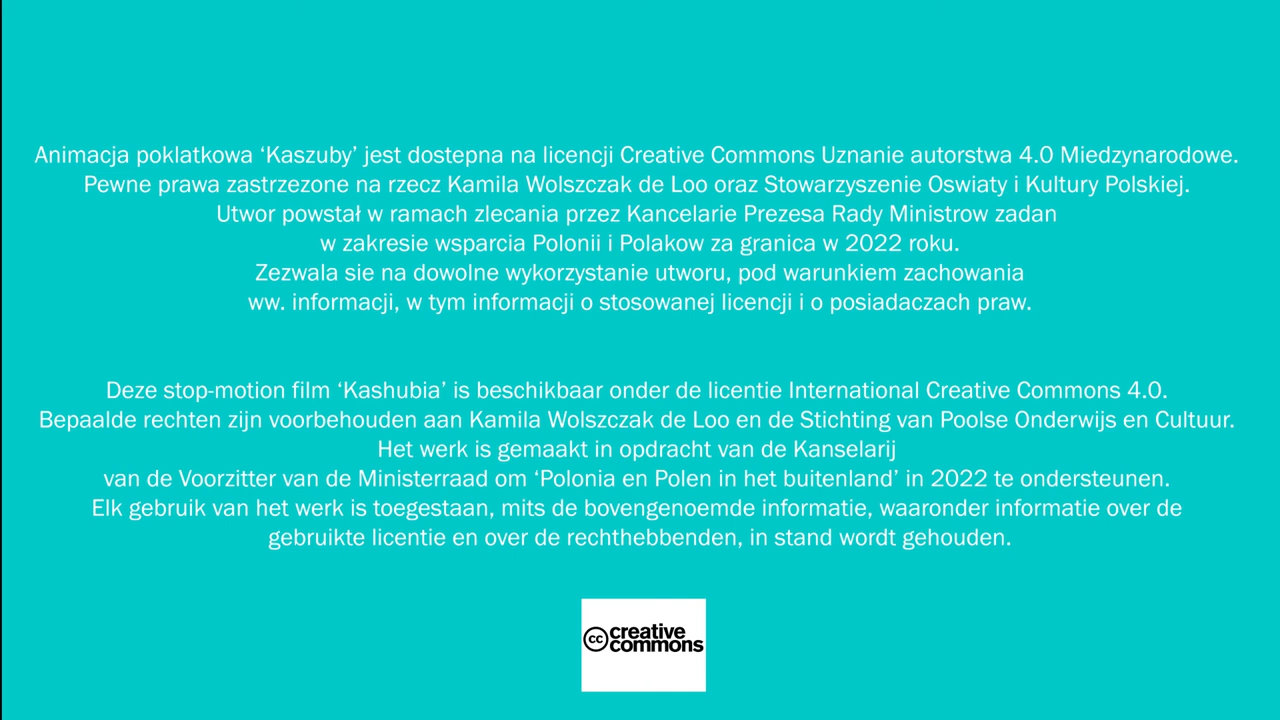 Animacja poklatkowa ‘Kaszuby’ jest dostepna na licencji Creative Commons Uznanie autorstwa 4.0 Miedzynarodowe.
Pewne prawa zastrzezone na rzecz Kamila Wolszczak de Loo oraz Stowarzyszenie Oswiaty i Kultury Polskiej.
Utwor powstał w ramach zlecania przez Kancelarie Prezesa Rady Ministrow zadan
w zakresie wsparcia Polonii i Polakow za granica w 2022 roku.
Zezwala sie na dowolne wykorzystanie utworu, pod warunkiem zachowania
ww. informacji, w tym informacji o stosowanej licencji i o posiadaczach praw.
Deze stop-motion film ‘Kashubia’ is beschikbaar onder de licentie International Creative Commons 4.0.
Bepaalde rechten zijn voorbehouden aan Kamila Wolszczak de Loo en de Stichting van Poolse Onderwijs en Cultuur.
Het werk is gemaakt in opdracht van de Kanselarij
van de Voorzitter van de Ministerraad om ‘Polonia en Polen in het buitenland’ in 2022 te ondersteunen.
Elk gebruik van het werk is toegestaan, mits de bovengenoemde informatie, waaronder informatie over de
gebruikte licentie en over de rechthebbenden, in stand wordt gehouden.
cc creative
commons